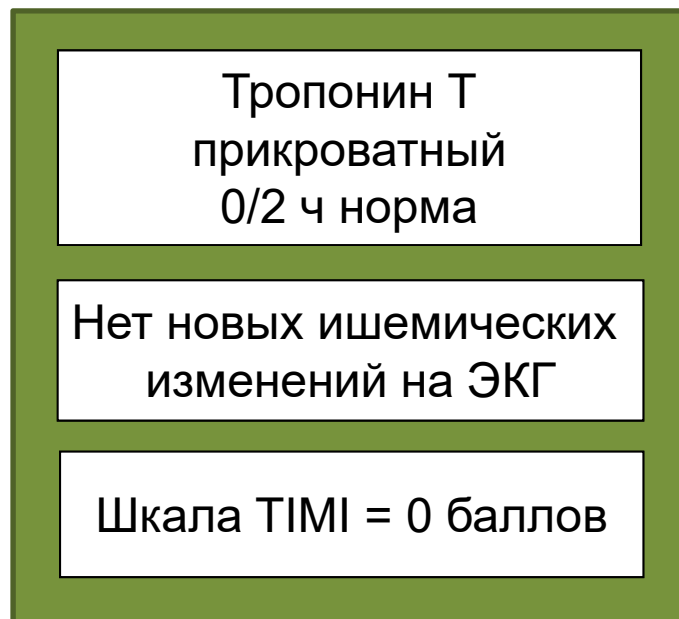 Тропонин Т
прикроватный
0/2 ч норма
Нет новых ишемических
изменений на ЭКГ
Шкала TIMI = 0 баллов